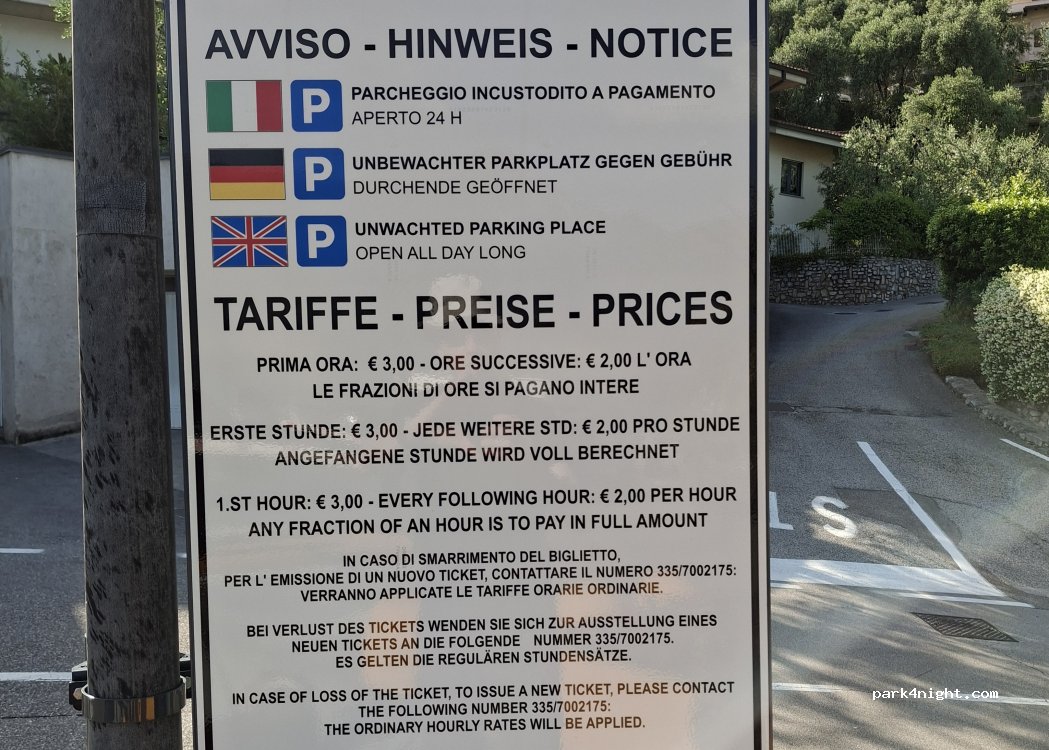 AVVISO - HINWEIS - NOTICE
P PARCHEGGIO INCUSTODITO A PAGAMENTO
APERTO 24 H
P UNBEWACHTER PARKPLATZ GEGEN GEBÜHR
DURCHENDE GEÖFFNET
P UNWACHTED PARKING PLACE
OPEN ALL DAY LONG
TARIFFE - PREISE - PRICES
PRIMA ORA: € 3,00 - ORE SUCCESSIVE: € 2,00 L' ORA
LE FRAZIONI DI ORE SI PAGANO INTERE
ERSTE STUNDE: € 3,00 - JEDE WEITERE STD: € 2,00 PRO STUNDE
ANGEFANGENE STUNDE WIRD VOLL BERECHNET
1.ST HOUR: € 3,00 - EVERY FOLLOWING HOUR: € 2,00 PER HOUR
ANY FRACTION OF AN HOUR IS TO PAY IN FULL AMOUNT
IN CASO DI SMARRIMENTO DEL BIGLIETTO,
PER L' EMISSIONE DI UN NUOVO TICKET, CONTATTARE IL NUMERO 335/7002175:
VERRANNO APPLICATE LE TARIFFE ORARIE ORDINARIE.
BEI VERLUST DES TICKETS WENDEN SIE SICH ZUR AUSSTELLUNG EINES
NEUEN TICKETS AN DIE FOLGENDE NUMMER 335/7002175.
ES GELTEN DIE REGULÄREN STUNDENSÄTZE.
IN CASE OF LOSS OF THE TICKET, TO ISSUE A NEW TICKET, PLEASE CONTACT
THE FOLLOWING NUMBER 335/7002175:
THE ORDINARY HOURLY RATES WILL BE APPLIED.
park4night.com